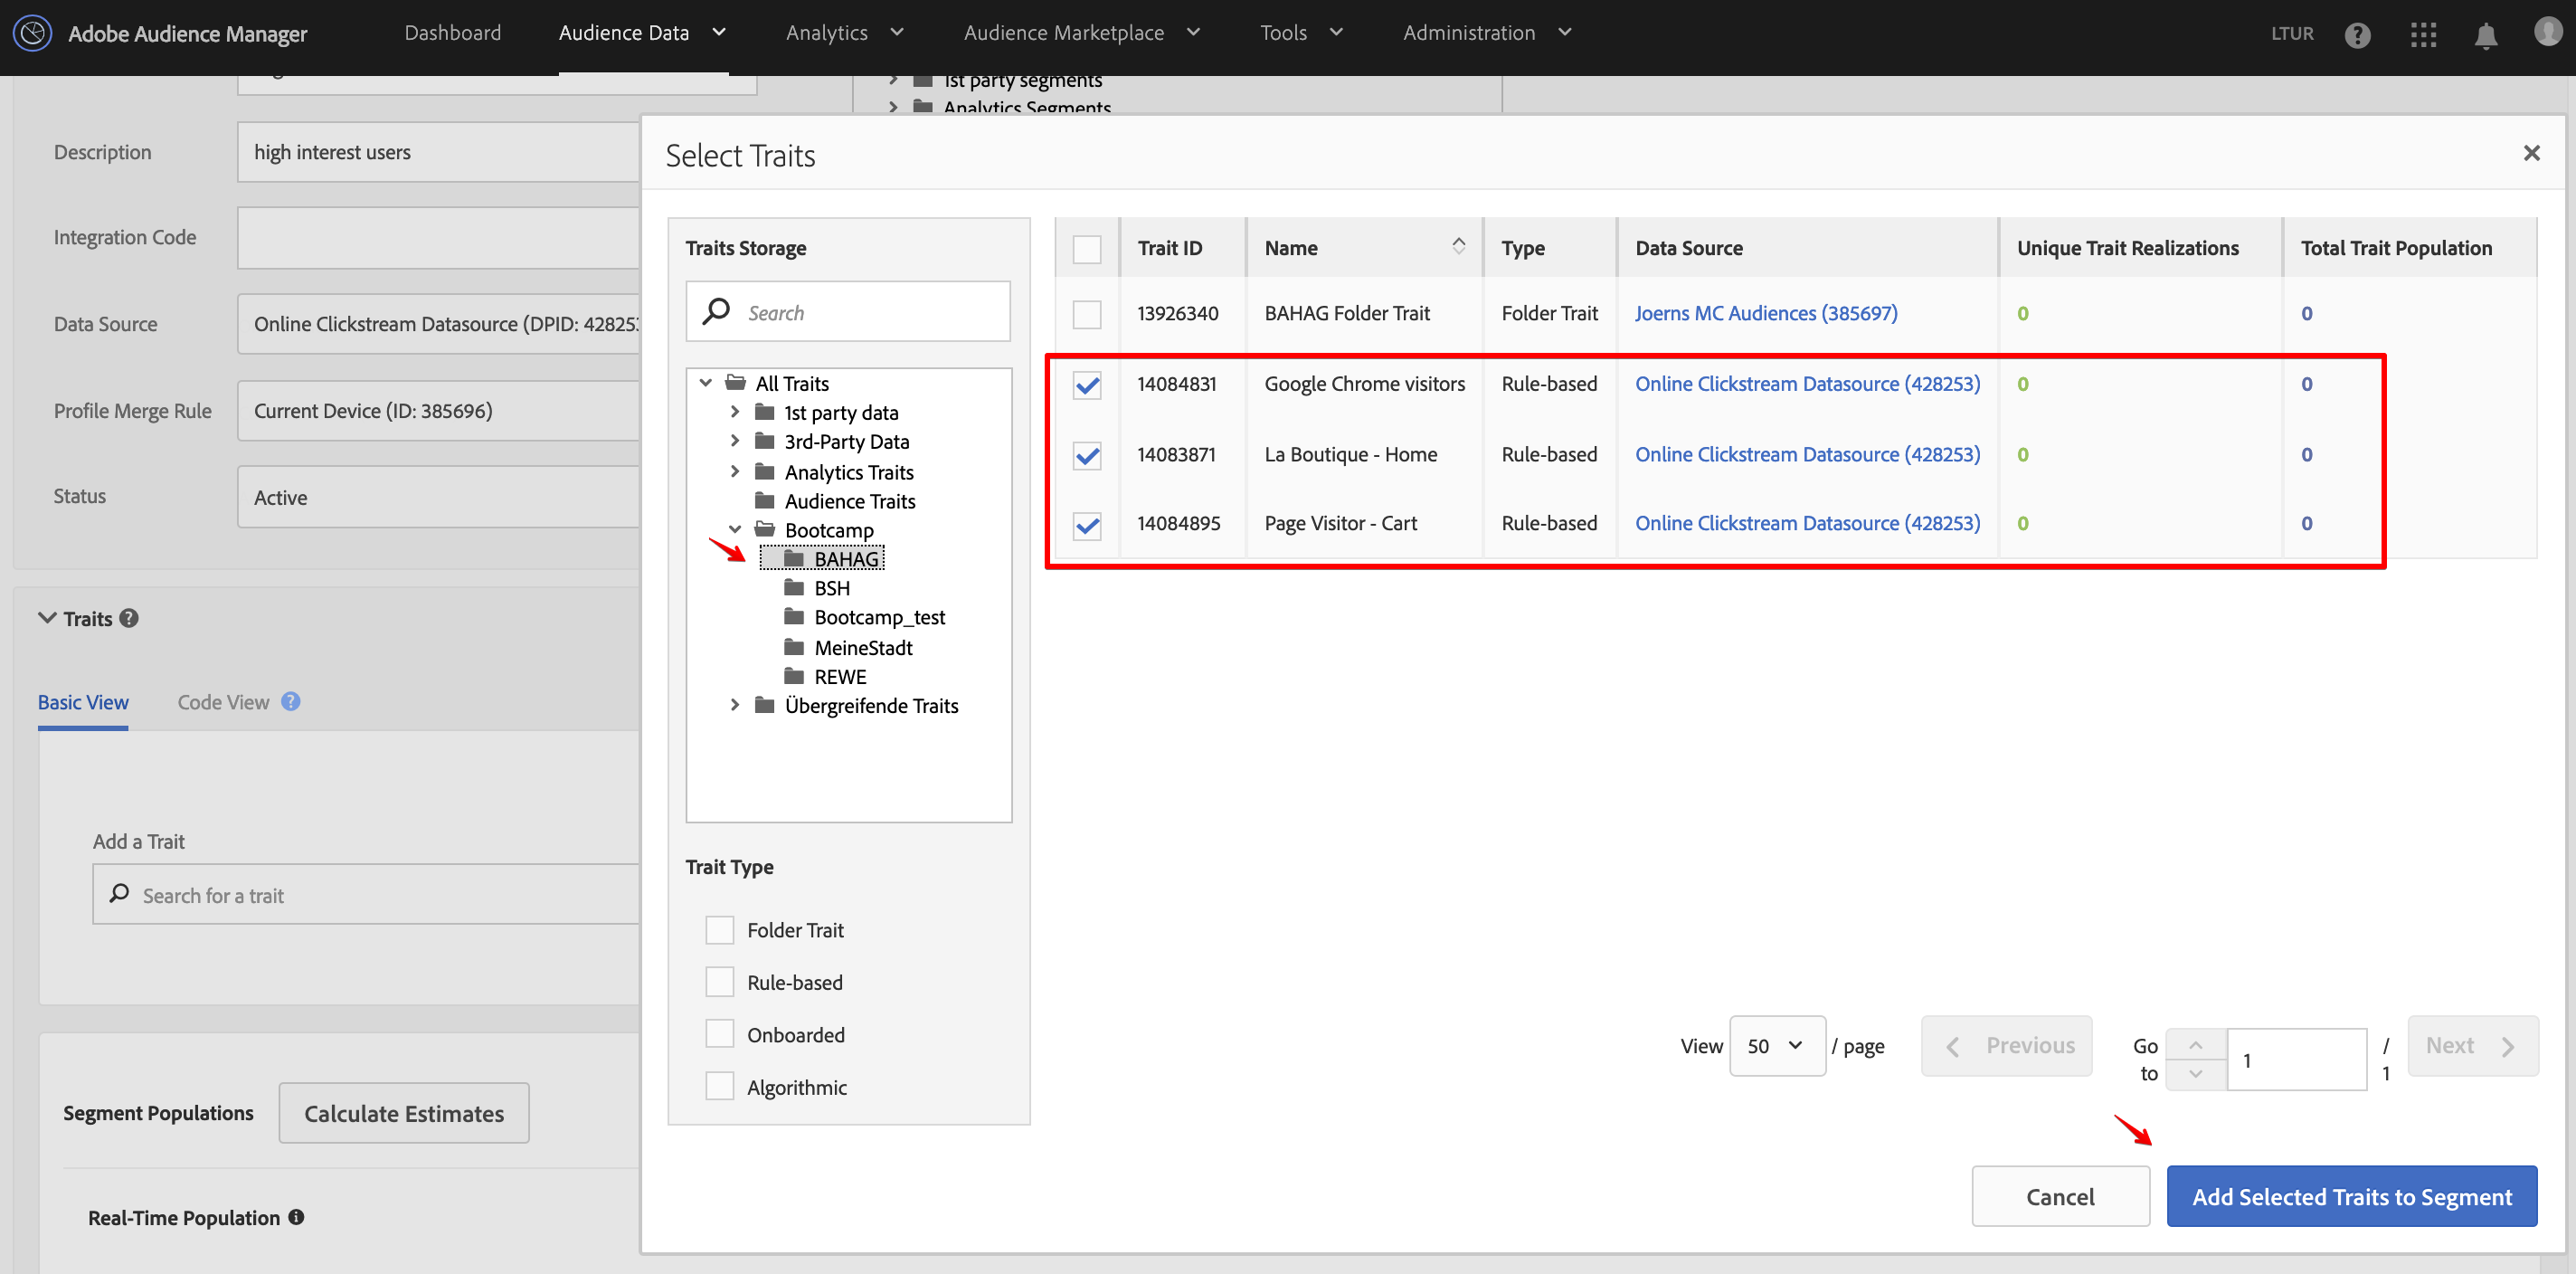 Adobe Audience Manager
Dashboard
Audience Data
Analytics
Audience Marketplace
Tools
Administration
LTUR
1st party segments
Analytics Segments
Description
high interest users
Integration Code
Data Source
Online Clickstream Datasource (DPID: 428253
Profile Merge Rule
Current Device (ID: 385696)
Status
Active
Traits
Basic View
Code View
Add a Trait
Search for a trait
Segment Populations
Calculate Estimates
Real-Time Population
Select Traits
Traits Storage
Search
All Traits
1st party data
3rd-Party Data
Analytics Traits
Audience Traits
Bootcamp
BAHAG
BSH
Bootcamp_test
MeineStadt
REWE
Übergreifende Traits
Trait Type
Folder Trait
Rule-based
Onboarded
Algorithmic
Trait ID Name Type Data Source Unique Trait Realizations Total Trait Population
13926340 BAHAG Folder Trait Folder Trait Joerns MC Audiences (385697) 0 0
14084831 Google Chrome visitors Rule-based Online Clickstream Datasource (428253) 0 0
14083871 La Boutique - Home Rule-based Online Clickstream Datasource (428253) 0 0
14084895 Page Visitor - Cart Rule-based Online Clickstream Datasource (428253) 0 0
View 50 / page
Previous
Go to 1 / 1
Next
Cancel
Add Selected Traits to Segment